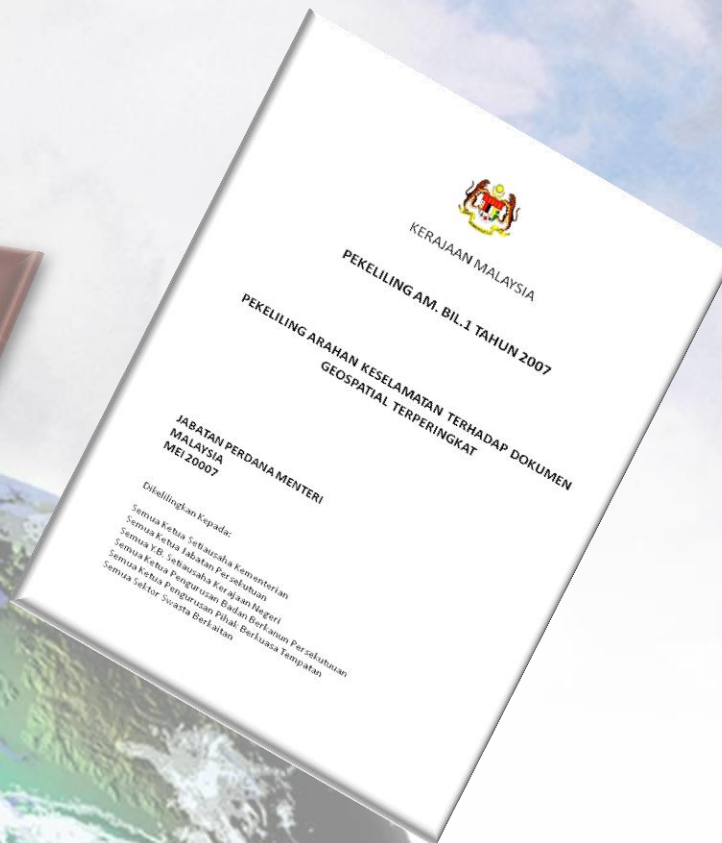 KERAJAAN MALAYSIA
PEKELILING AM. BIL.1 TAHUN 2007
PEKELILING ARAHAN KESELAMATAN TERHADAP DOKUMEN
GEOSPATIAL TERPERINGKAT
JABATAN PERDANA MENTERI
MALAYSIA
MEI 20007
Dikelilingkan Kepada:
Semua Ketua Setiausaha Kementerian
Semua Ketua Jabatan Persekutuan
Semua Y.B. Setiausaha Kerajaan Negeri
Semua Ketua Pengurusan Badan Berkanun Persekutuuan
Semua Ketua Pengurusan Pihak Berkuasa Tempatan
Semua Sektor Swasta Berkaitan